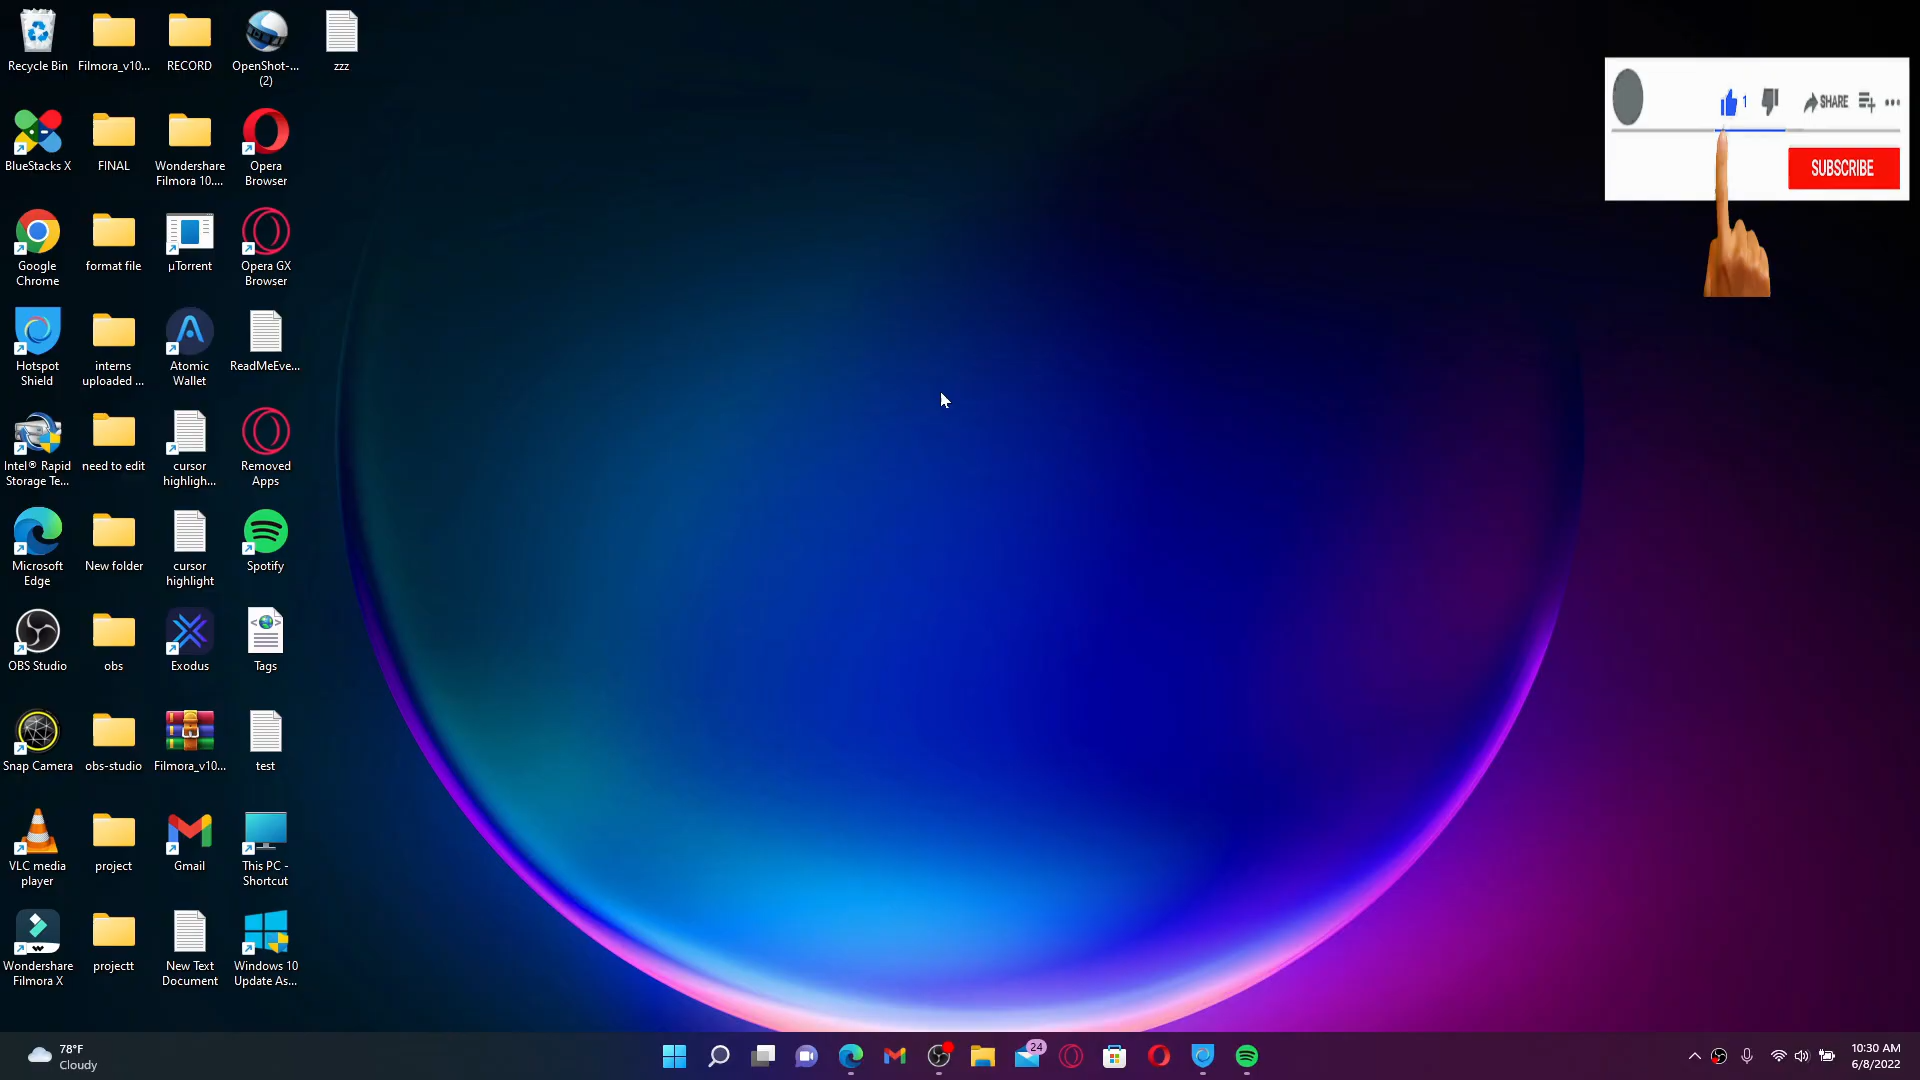 Recycle Bin
Filmora_v10...
RECORD
OpenShot-...
(2)
zzz
BlueStacks X
FINAL
Wondershare
Filmora 10....
Opera
Browser
Google
Chrome
format file
µTorrent
Opera GX
Browser
Hotspot
Shield
interns
uploaded ...
Atomic
Wallet
ReadMeEve...
Intel® Rapid
Storage Te...
need to edit
cursor
highligh...
Removed
Apps
Microsoft
Edge
New folder
cursor
highlight
Spotify
OBS Studio
obs
Exodus
Tags
Snap Camera
obs-studio
Filmora_v10...
test
VLC media
player
project
Gmail
This PC -
Shortcut
Wondershare
Filmora X
projectt
New Text
Document
Windows 10
Update As...
1
SHARE
SUBSCRIBE
78°F
Cloudy
24
10:30 AM
6/8/2022